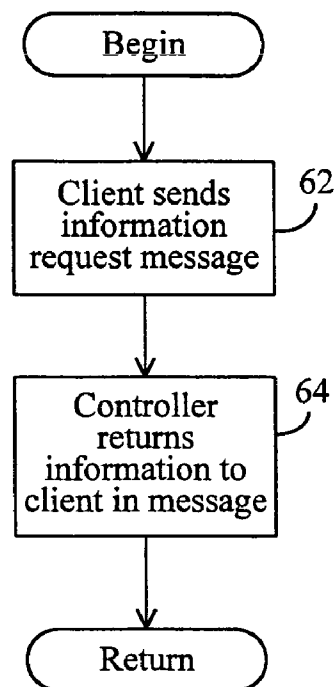 Begin
Client sends
information
request message
62
Controller
returns
information to
client in message
64
Return